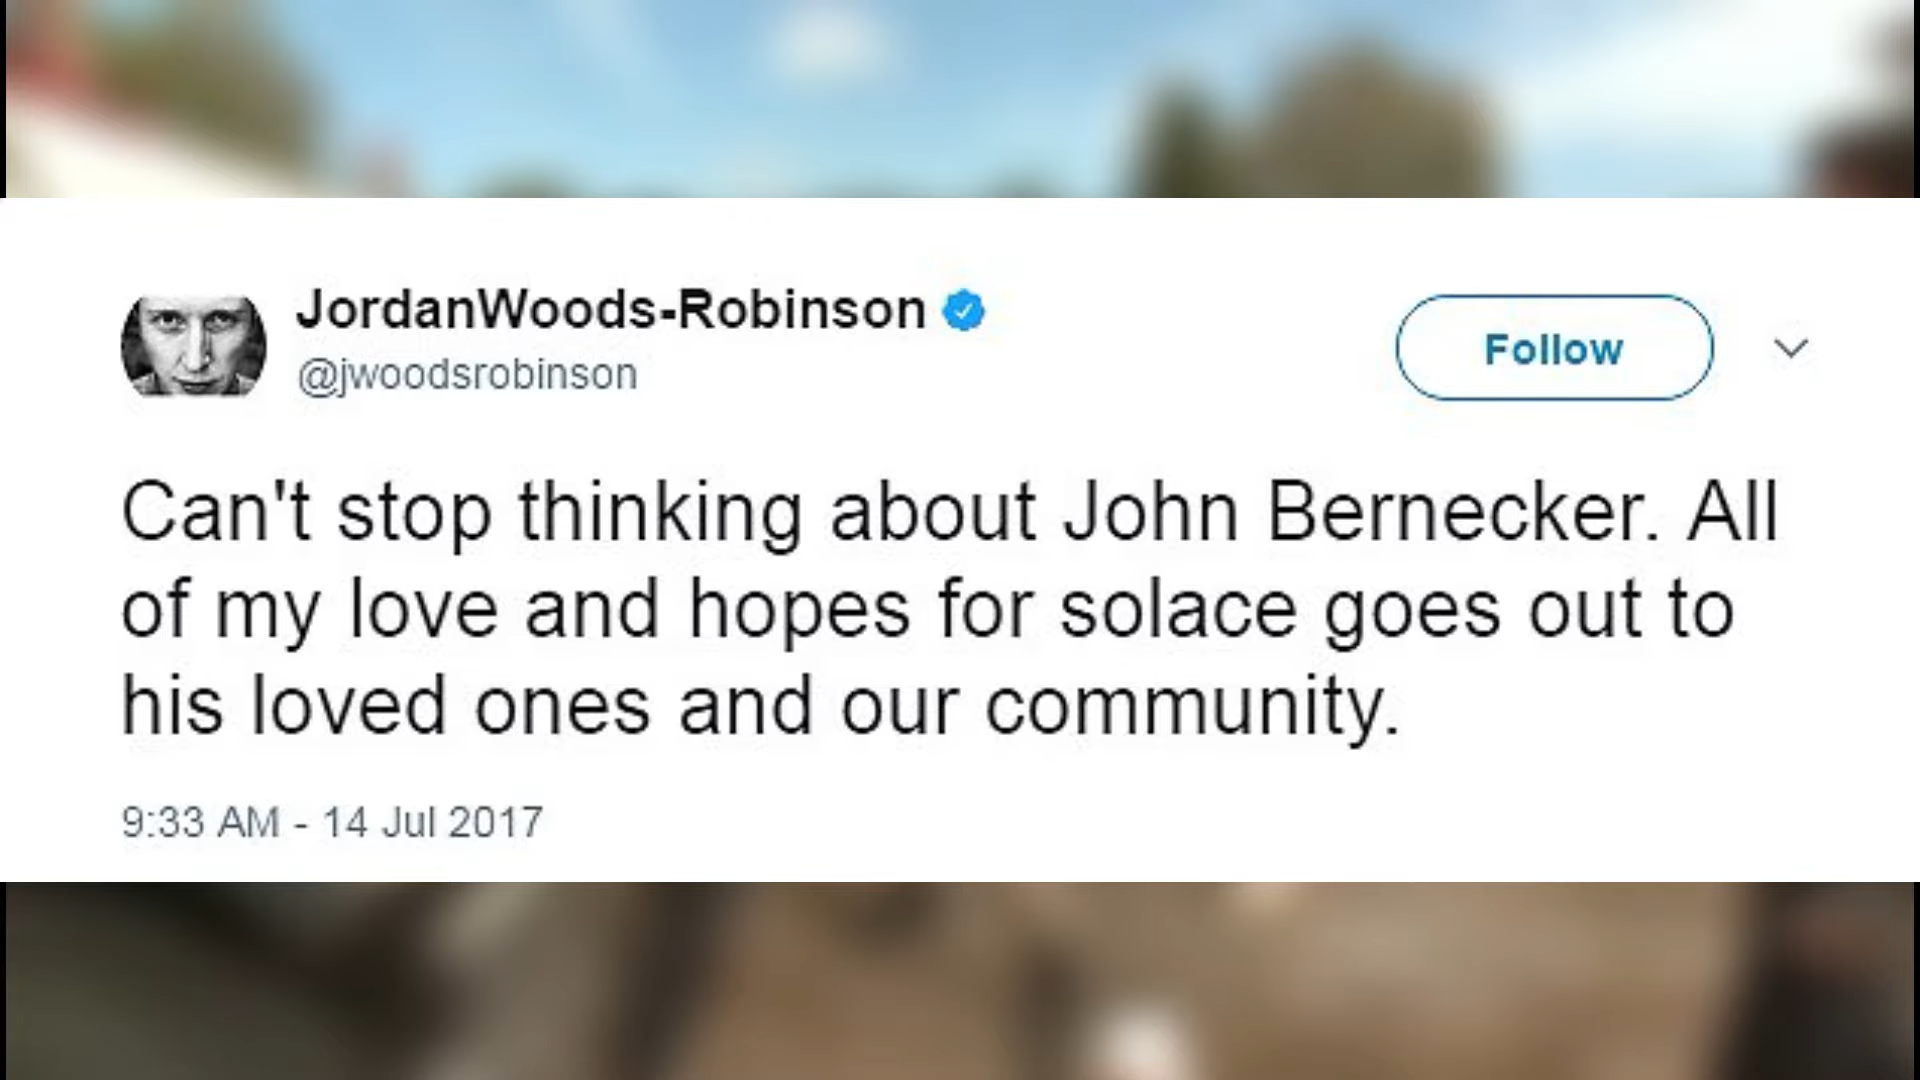 JordanWoods-Robinson
@jwoodsrobinson
Follow
Can't stop thinking about John Bernecker. All
of my love and hopes for solace goes out to
his loved ones and our community.
9:33 AM - 14 Jul 2017